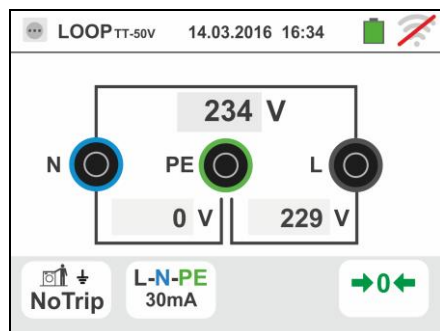 LOOP TT-50V 14.03.2016 16:34
234 V
N PE L
0 V 229 V
NoTrip
L-N-PE
30mA
→0←